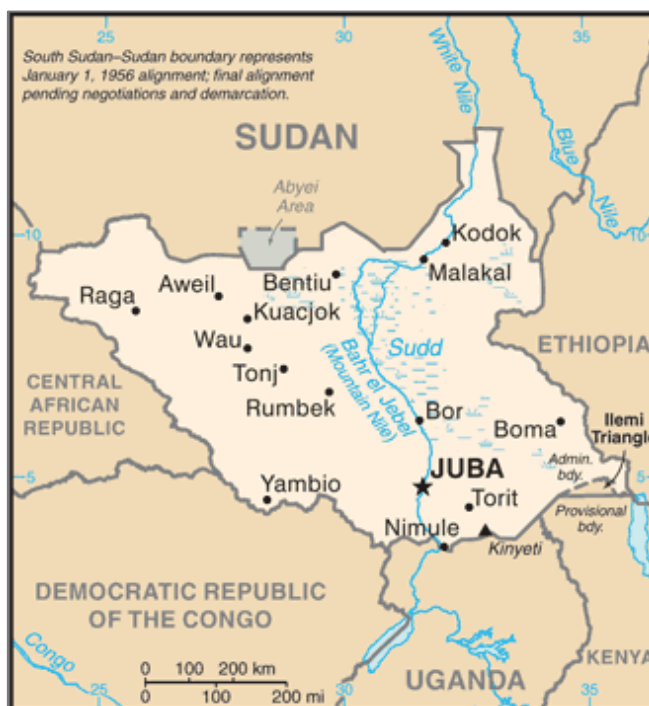 25
30
35
South Sudan–Sudan boundary represents
January 1, 1956 alignment; final alignment
pending negotiations and demarcation.
White Nile
Blue
Nile
SUDAN
Abyei
Area
10
10
Kodok
Malakal
Bentiu
Aweil
Raga
Kuacjok
Wau
Tonj
Rumbek
Sudd
Bahr el Jebel
(Mountain Nile)
ETHIOPIA
CENTRAL
AFRICAN
REPUBLIC
Bor
Boma
Ilemi
Triangle
Admin.
bdy.
5
JUBA
5
Yambio
Torit
Provisional
bdy.
Nimule
Kinyeti
DEMOCRATIC REPUBLIC
OF THE CONGO
Congo
UGANDA
KENYA
0 100 200 km
0 100 200 mi
25
30
35